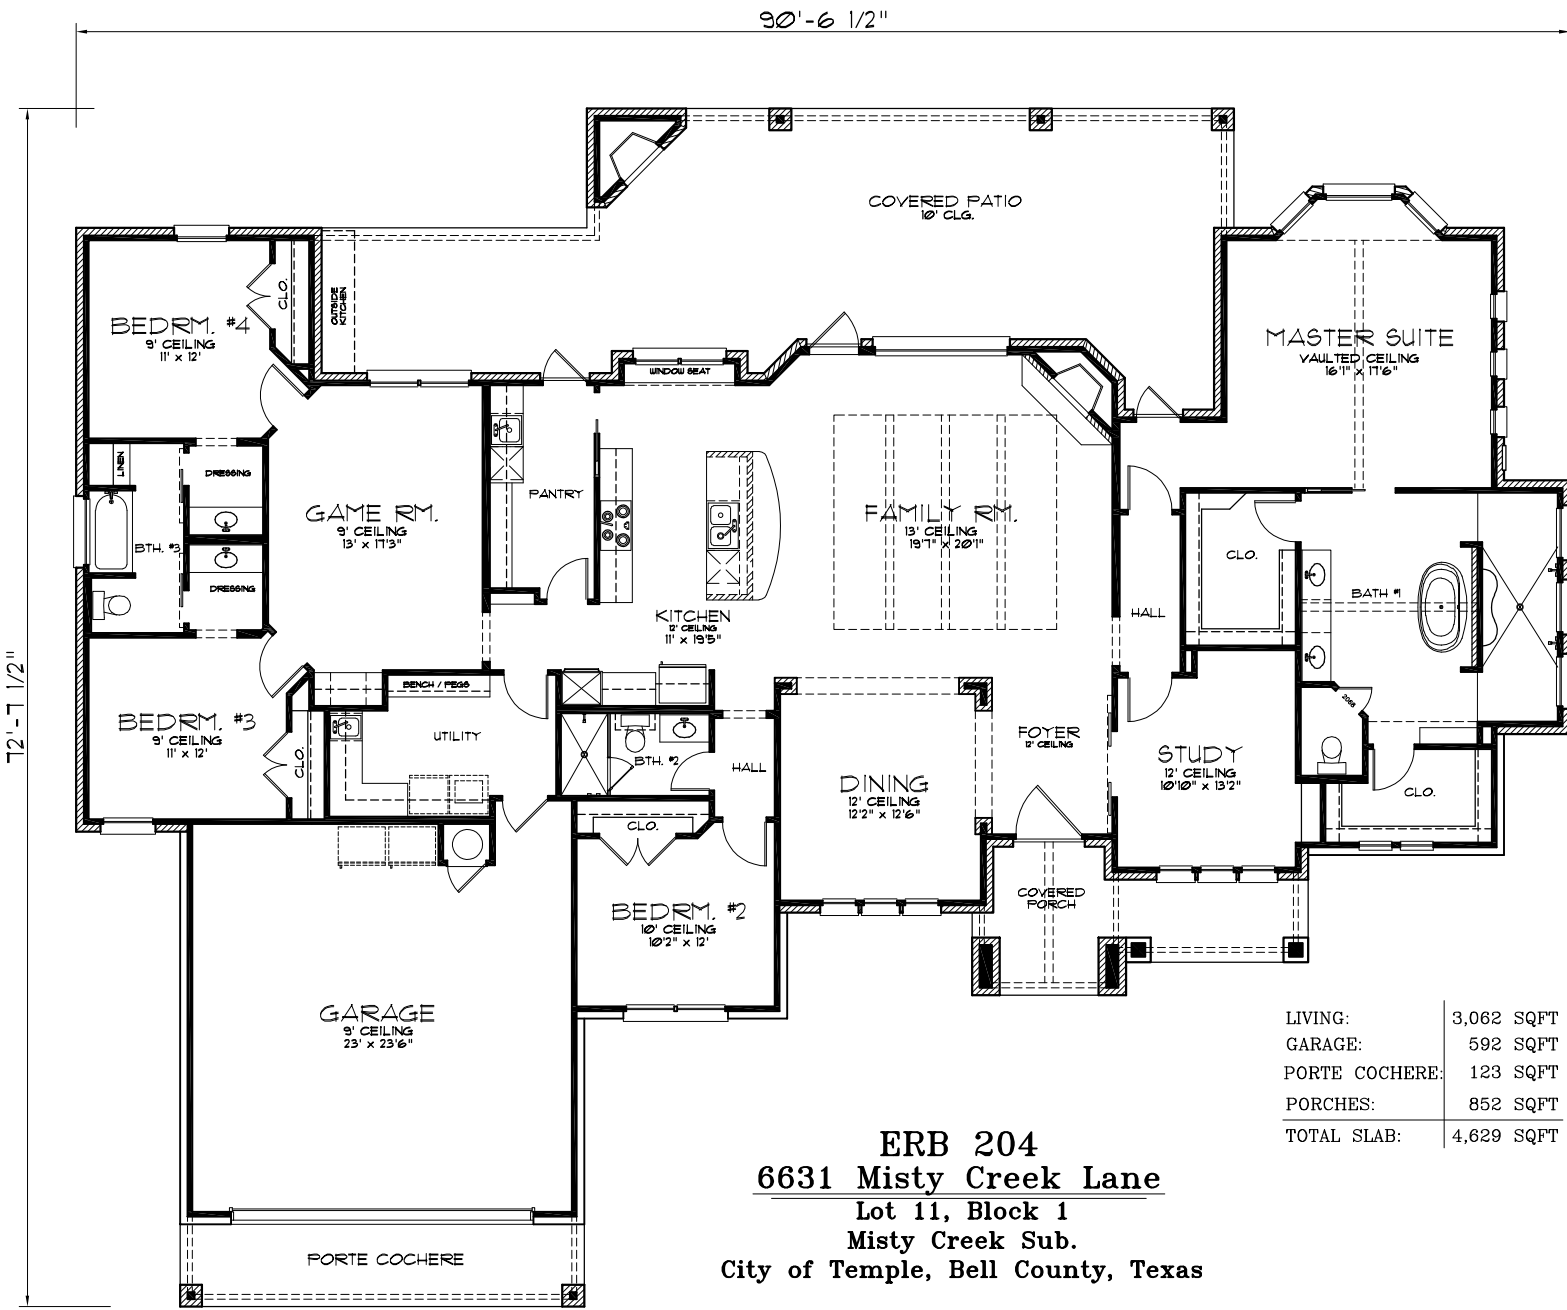 90'-6 1/2"
72'-7 1/2"
COVERED PATIO
10' CLG.
OUTSIDE
KITCHEN
BEDRM. #4
9' CEILING
11' x 12'
CLO.
WINDOW SEAT
MASTER SUITE
VAULTED CEILING
16'1" x 17'6"
LINEN
DRESSING
BTH. #3
DRESSING
GAME RM.
9' CEILING
13' x 17'3"
PANTRY
KITCHEN
12' CEILING
11' x 19'5"
FAMILY RM.
13' CEILING
19'7" x 20'1"
HALL
CLO.
BATH #1
BEDRM. #3
9' CEILING
11' x 12'
CLO.
BENCH / PEGS
UTILITY
BTH. #2
HALL
CLO.
DINING
12' CEILING
12'2" x 12'6"
FOYER
12' CEILING
STUDY
12' CEILING
10'10" x 13'2"
2068
CLO.
BEDRM. #2
10' CEILING
10'2" x 12'
COVERED
PORCH
GARAGE
9' CEILING
23' x 23'6"
PORTE COCHERE
LIVING: 3,062 SQFT
GARAGE: 592 SQFT
PORTE COCHERE: 123 SQFT
PORCHES: 852 SQFT
TOTAL SLAB: 4,629 SQFT
ERB 204
6631 Misty Creek Lane
Lot 11, Block 1
Misty Creek Sub.
City of Temple, Bell County, Texas